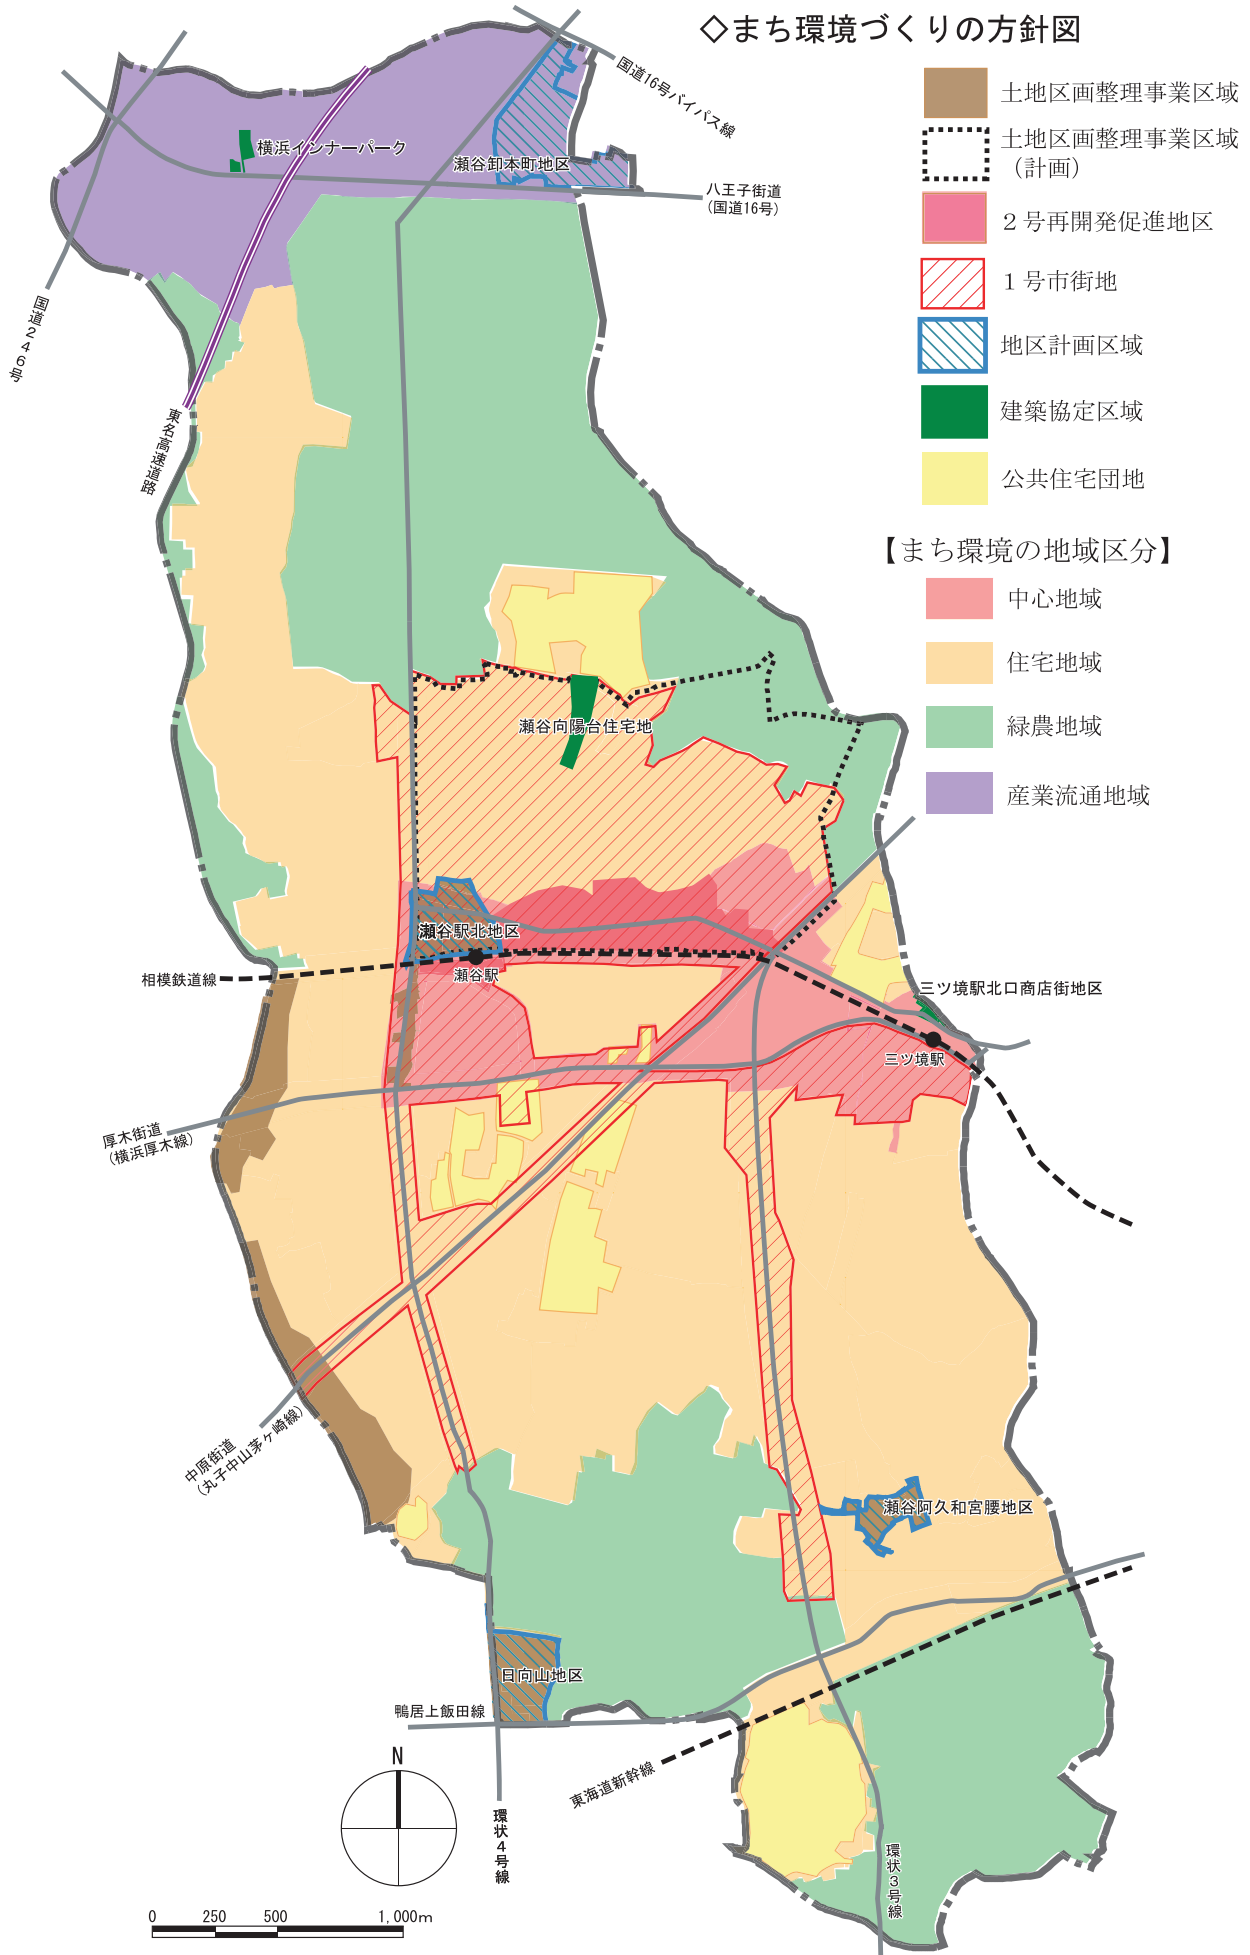 ◇まち環境づくりの方針図
土地区画整理事業区域
土地区画整理事業区域
（計画）
２号再開発促進地区
１号市街地
地区計画区域
建築協定区域
公共住宅団地
【まち環境の地域区分】
中心地域
住宅地域
緑農地域
産業流通地域
国道16号バイパス線
横浜インナーパーク
瀬谷卸本町地区
八王子街道
(国道16号)
国道246号
東名高速道路
瀬谷向陽台住宅地
瀬谷駅北地区
瀬谷駅
相模鉄道線
三ツ境駅北口商店街地区
三ツ境駅
厚木街道
(横浜厚木線)
中原街道
(丸子中山茅ヶ崎線)
瀬谷阿久和宮腰地区
日向山地区
鴨居上飯田線
東海道新幹線
環状4号線
環状3号線
N
0 250 500 1,000m